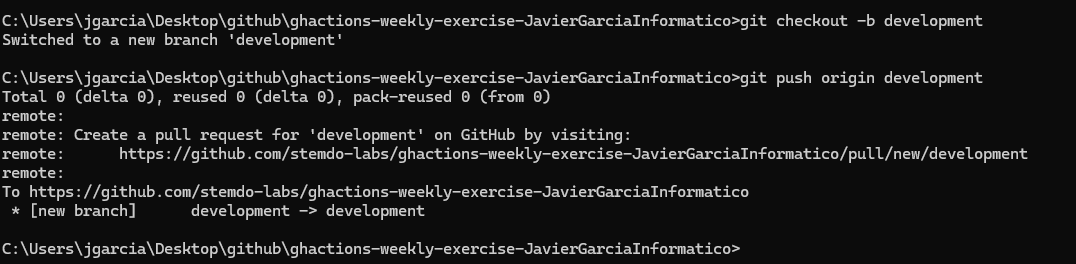 C:\Users\jgarcia\Desktop\github\ghactions-weekly-exercise-JavierGarciaInformatico>git checkout -b development
Switched to a new branch 'development'
C:\Users\jgarcia\Desktop\github\ghactions-weekly-exercise-JavierGarciaInformatico>git push origin development
Total 0 (delta 0), reused 0 (delta 0), pack-reused 0 (from 0)
remote:
remote: Create a pull request for 'development' on GitHub by visiting:
remote:      https://github.com/stemdo-labs/ghactions-weekly-exercise-JavierGarciaInformatico/pull/new/development
remote:
To https://github.com/stemdo-labs/ghactions-weekly-exercise-JavierGarciaInformatico
 * [new branch]      development -> development
C:\Users\jgarcia\Desktop\github\ghactions-weekly-exercise-JavierGarciaInformatico>